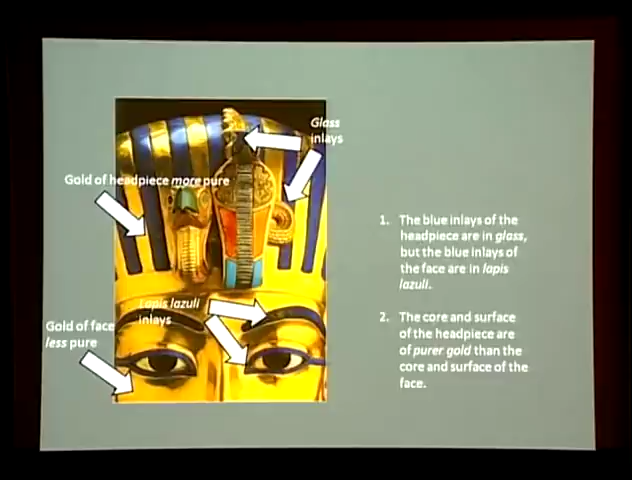 Glass
inlays
Gold of headpiece more pure
Lapis lazuli
inlays
Gold of face
less pure
1. The blue inlays of the
headpiece are in glass,
but the blue inlays of
the face are in lapis
lazuli.
2. The core and surface
of the headpiece are
of purer gold than the
core and surface of the
face.